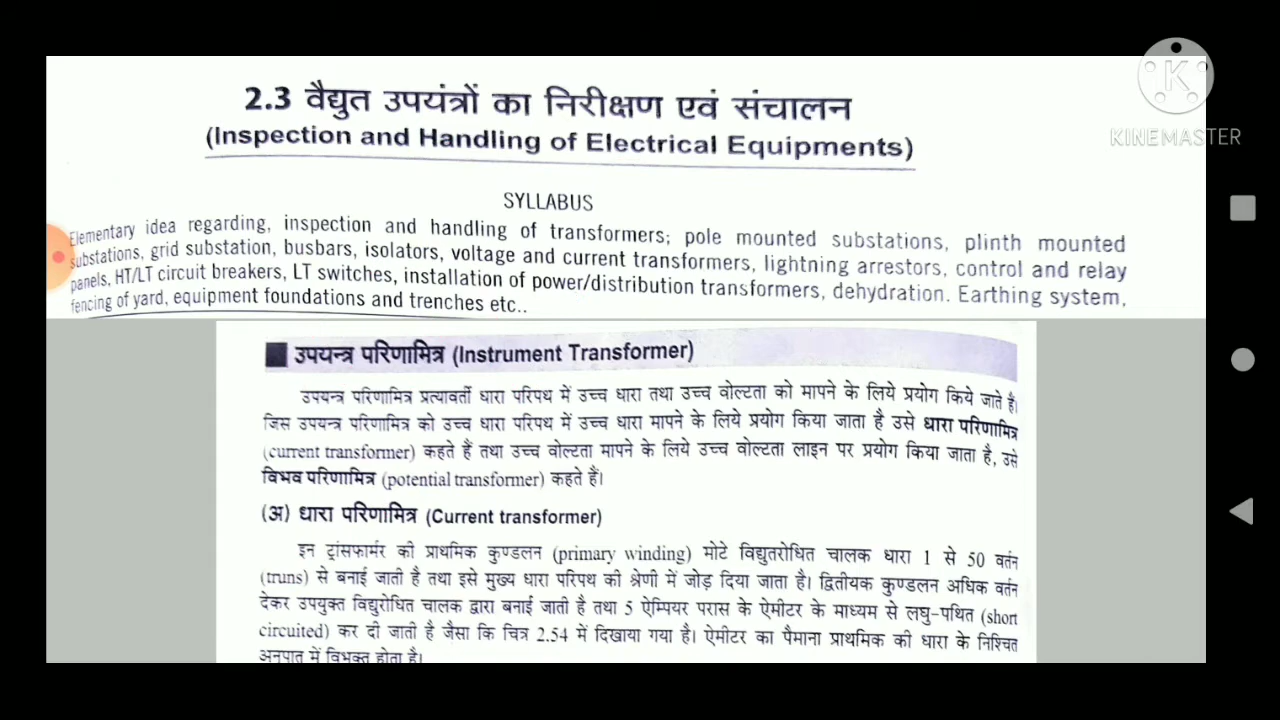 2.3 वैद्युत उपयंत्रों का निरीक्षण एवं संचालन
(Inspection and Handling of Electrical Equipments)
KINEMASTER
SYLLABUS
Elementary idea regarding, inspection and handling of transformers; pole mounted substations, plinth mounted
substations, grid substation, busbars, isolators, voltage and current transformers, lightning arrestors, control and relay
panels, HT/LT circuit breakers, LT switches, installation of power/distribution transformers, dehydration. Earthing system,
fencing of yard, equipment foundations and trenches etc..
उपयन्त्र परिणामित्र (Instrument Transformer)
उपयन्त्र परिणामित्र प्रत्यावर्ती धारा परिपथ में उच्च धारा तथा उच्च वोल्टता को मापने के लिये प्रयोग किये जाते हैं।
जिस उपयन्त्र परिणामित्र को उच्च धारा परिपथ में उच्च धारा मापने के लिये प्रयोग किया जाता है उसे धारा परिणामित्र
(current transformer) कहते हैं तथा उच्च वोल्टता मापने के लिये उच्च वोल्टता लाइन पर प्रयोग किया जाता है, उसे
विभव परिणामित्र (potential transformer) कहते हैं।
(अ) धारा परिणामित्र (Current transformer)
इन ट्रांसफार्मर की प्राथमिक कुण्डलन (primary winding) मोटे विद्युतरोधित चालक धारा 1 से 50 वर्तन
(truns) से बनाई जाती है तथा इसे मुख्य धारा परिपथ की श्रेणी में जोड़ दिया जाता है। द्वितीयक कुण्डलन अधिक वर्तन
देकर उपयुक्त विद्युरोधित चालक द्वारा बनाई जाती है तथा 5 ऐम्पियर परास के ऐमीटर के माध्यम से लघु-पथित (short
circuited) कर दी जाती है जैसा कि चित्र 2.54 में दिखाया गया है। ऐमीटर का पैमाना प्राथमिक की धारा के निश्चित
अनुपात में विभक्त होता है।